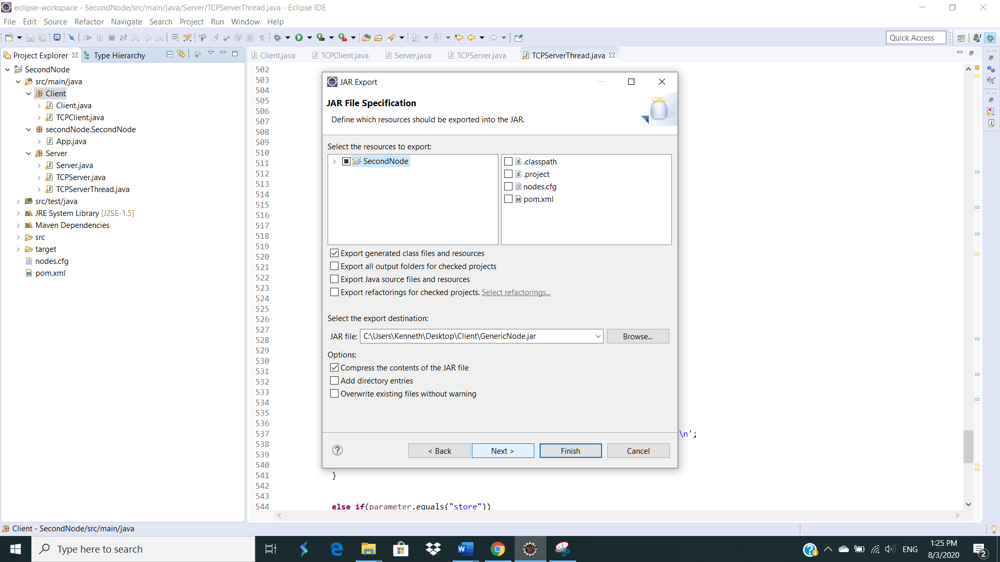 eclipse-workspace - SecondNode/src/main/java/Server/TCPServerThread.java - Eclipse IDE
File Edit Source Refactor Navigate Search Project Run Window Help
Quick Access
Project Explorer Type Hierarchy
Client.java TCPClient.java Server.java TCPServer.java TCPServerThread.java
SecondNode
src/main/java
Client
Client.java
TCPClient.java
secondNode.SecondNode
App.java
Server
Server.java
TCPServer.java
TCPServerThread.java
src/test/java
JRE System Library [J2SE-1.5]
Maven Dependencies
src
target
nodes.cfg
pom.xml
502
503
504
505
506
507
508
509
510
511
512
513
514
515
516
517
518
519
520
521
522
523
524
525
526
527
528
529
530
531
532
533
534
535
536
537 \n';
538
539
540
541 }
542
543
544 else if(parameter.equals("store"))
JAR Export
JAR File Specification
Define which resources should be exported into the JAR.
Select the resources to export:
SecondNode
.classpath
.project
nodes.cfg
pom.xml
Export generated class files and resources
Export all output folders for checked projects
Export Java source files and resources
Export refactorings for checked projects. Select refactorings...
Select the export destination:
JAR file: C:\Users\Kenneth\Desktop\Client\GenericNode.jar Browse...
Options:
Compress the contents of the JAR file
Add directory entries
Overwrite existing files without warning
< Back Next > Finish Cancel
Client - SecondNode/src/main/java
Type here to search
ENG
1:25 PM
8/3/2020
2